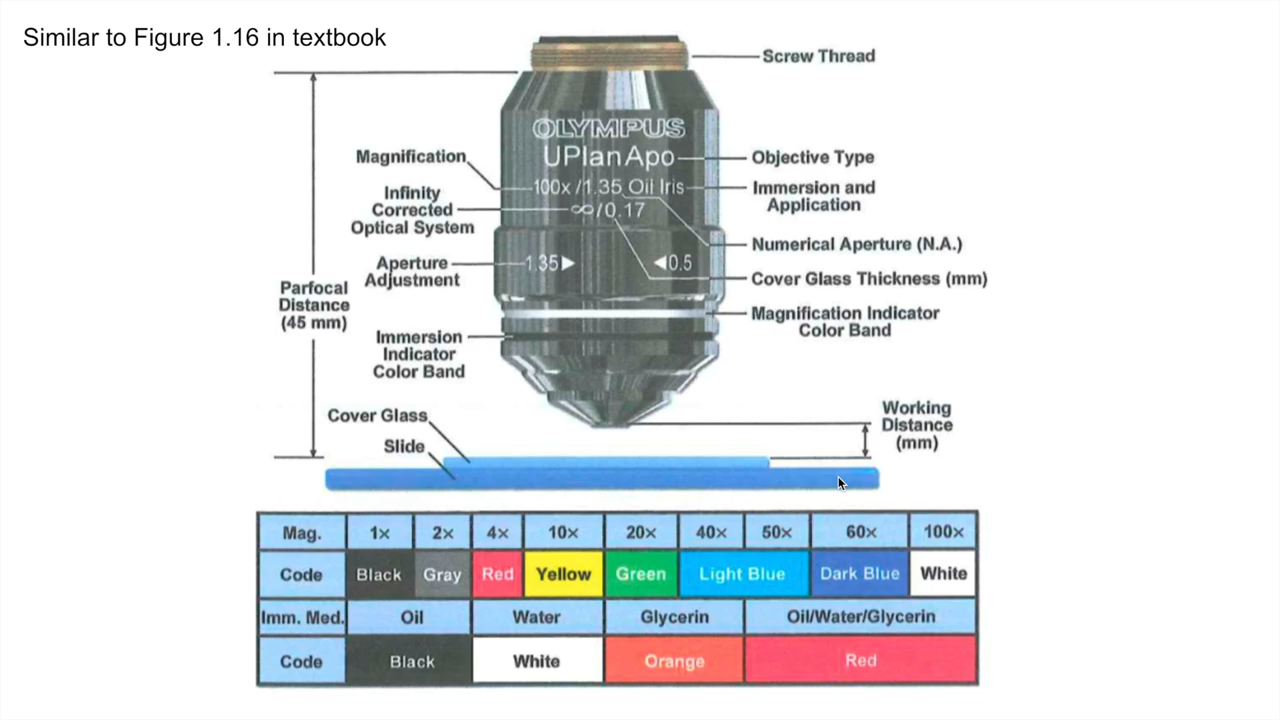 Similar to Figure 1.16 in textbook
Screw Thread
OLYMPUS
UPlanApo
Objective Type
Magnification
100x /1.35 Oil Iris
Immersion and
Application
Infinity
Corrected
Optical System
∞/0.17
Numerical Aperture (N.A.)
Aperture
Adjustment
1.35▶
◀0.5
Cover Glass Thickness (mm)
Parfocal
Distance
(45 mm)
Magnification Indicator
Color Band
Immersion
Indicator
Color Band
Cover Glass
Slide
Working
Distance
(mm)
Mag. 1× 2× 4× 10× 20× 40× 50× 60× 100×
Code Black Gray Red Yellow Green Light Blue Dark Blue White
Imm. Med. Oil Water Glycerin Oil/Water/Glycerin
Code Black White Orange Red